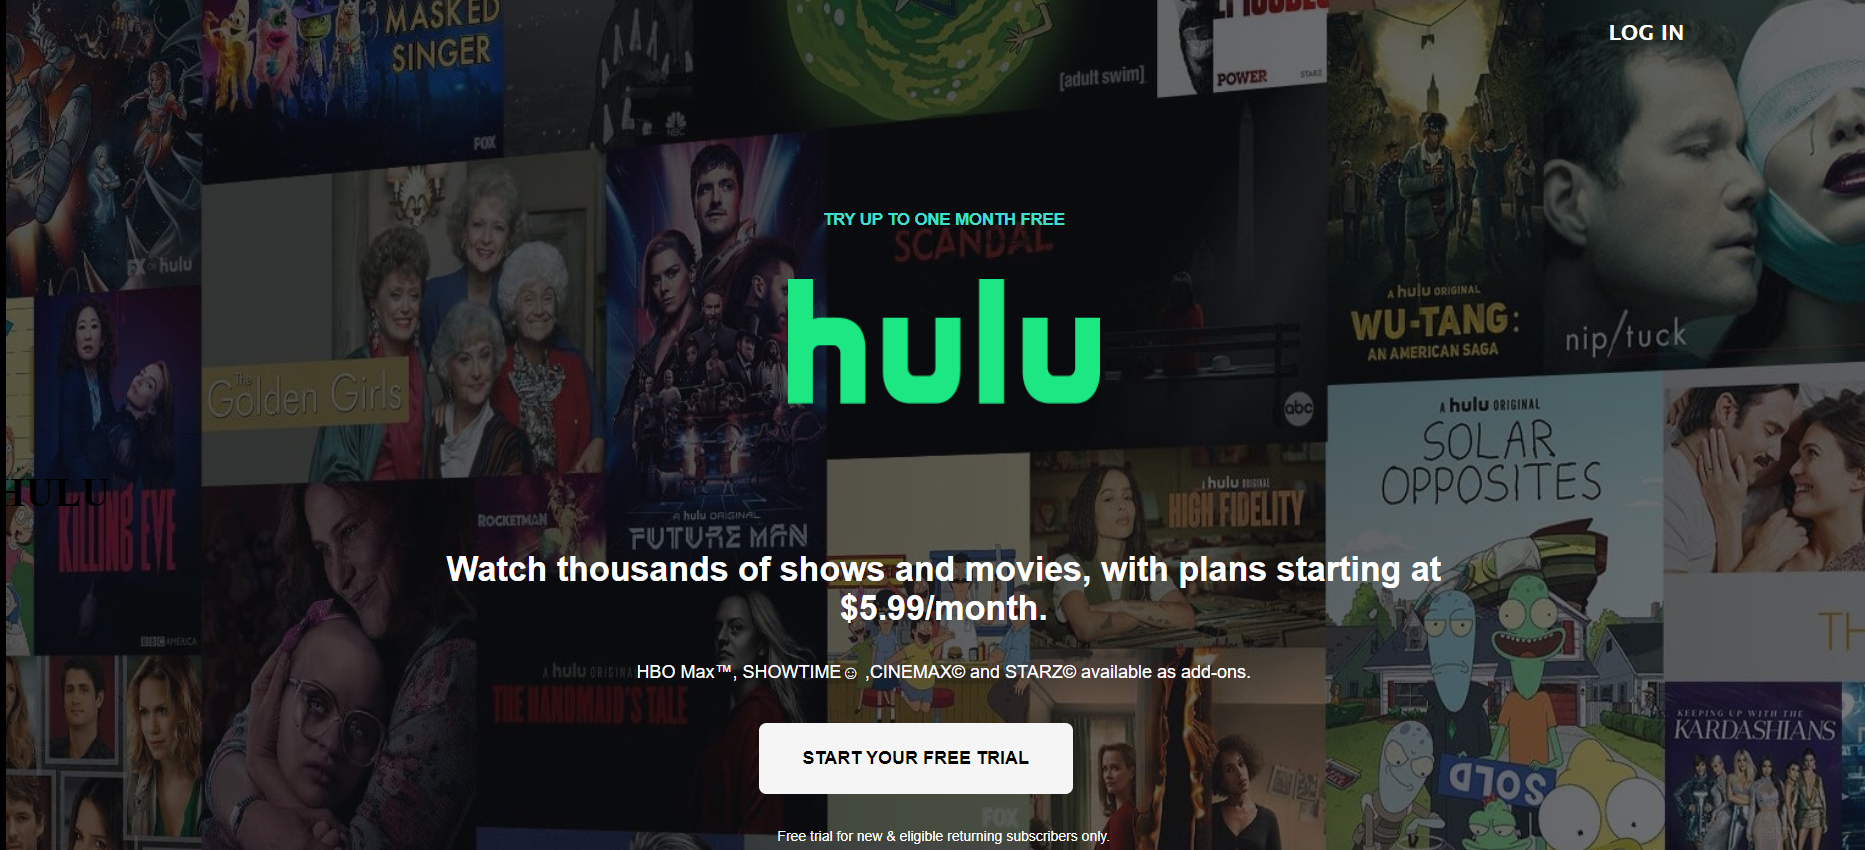 MASKED
SINGER
FOX
NBC
[adult swim]
POWER
STARZ
LOG IN
FX on hulu
TRY UP TO ONE MONTH FREE
SCANDAL
hulu
A hulu ORIGINAL
WU-TANG:
AN AMERICAN SAGA
nip/tuck
The
Golden Girls
abc
A hulu ORIGINAL
SOLAR
OPPOSITES
HULU
KILLING EVE
BBC AMERICA
ROCKETMAN
A hulu ORIGINAL
FUTURE MAN
A hulu ORIGINAL
HIGH FIDELITY
Watch thousands of shows and movies, with plans starting at
$5.99/month.
TH
HBO Max™, SHOWTIME☺ ,CINEMAX© and STARZ© available as add-ons.
A hulu ORIGINAL
THE HANDMAID'S TALE
KEEPING UP WITH THE
KARDASHIANS
START YOUR FREE TRIAL
SOLD
FOX
Free trial for new & eligible returning subscribers only.